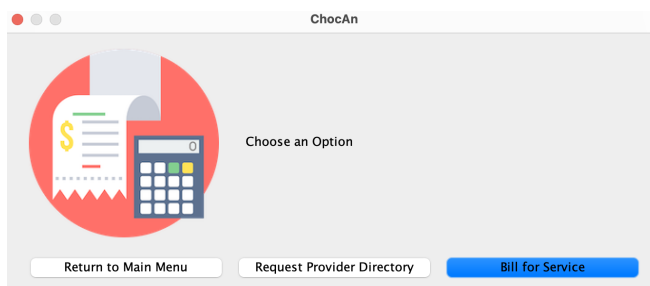 ChocAn
$
0
Choose an Option
Return to Main Menu
Request Provider Directory
Bill for Service